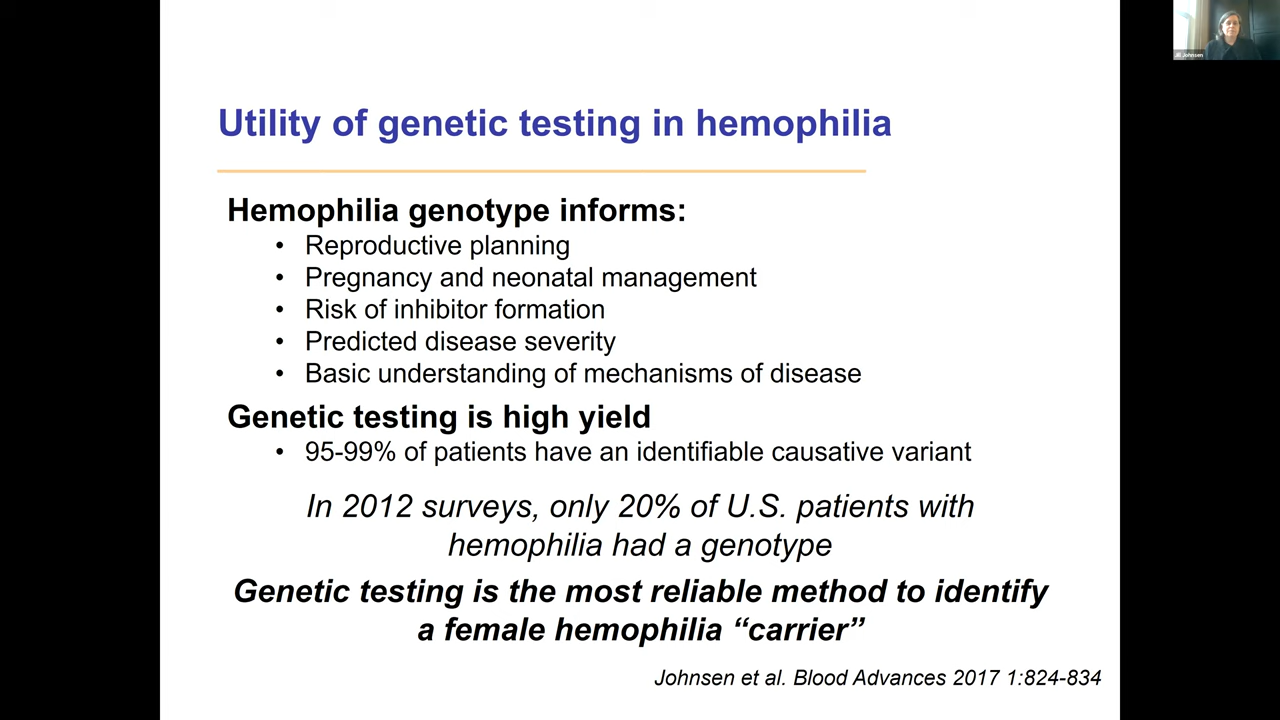 Jill Johnsen
Utility of genetic testing in hemophilia
Hemophilia genotype informs:
• Reproductive planning
• Pregnancy and neonatal management
• Risk of inhibitor formation
• Predicted disease severity
• Basic understanding of mechanisms of disease
Genetic testing is high yield
• 95-99% of patients have an identifiable causative variant
In 2012 surveys, only 20% of U.S. patients with
hemophilia had a genotype
Genetic testing is the most reliable method to identify
a female hemophilia “carrier”
Johnsen et al. Blood Advances 2017 1:824-834